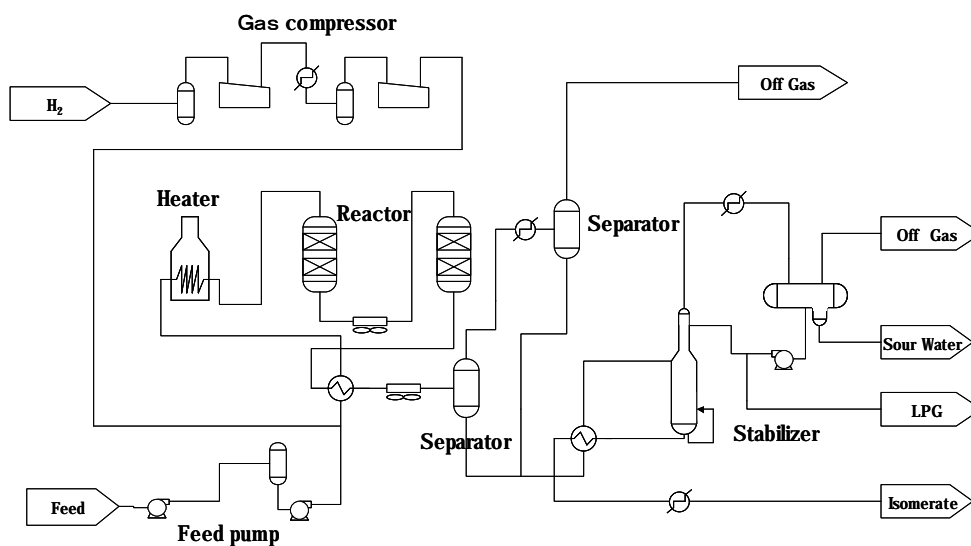 Gas compressor
H₂
Off Gas
Heater
Reactor
Separator
Off Gas
Sour Water
Separator
Stabilizer
LPG
Feed
Feed pump
Isomerate